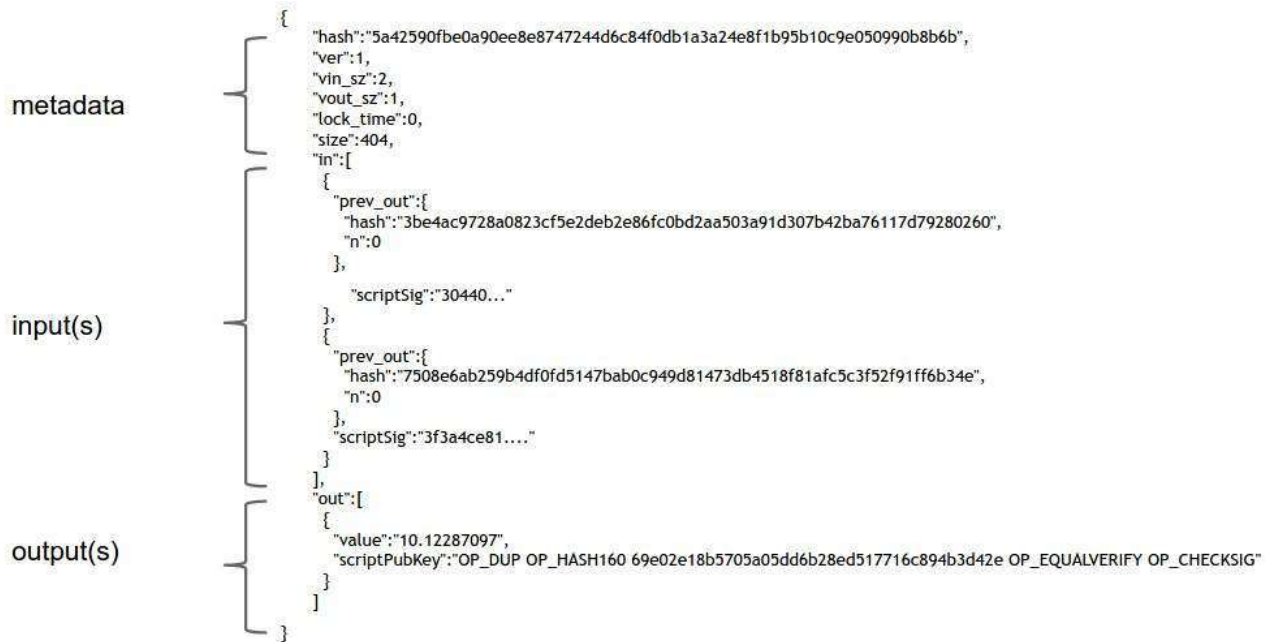 {
"hash":"5a42590fbe0a90ee8e8747244d6c84f0db1a3a24e8f1b95b10c9e050990b8b6b",
"ver":1,
"vin_sz":2,
metadata
"vout_sz":1,
"lock_time":0,
"size":404,
"in":[
{
"prev_out":{
"hash":"3be4ac9728a0823cf5e2deb2e86fc0bd2aa503a91d307b42ba76117d79280260",
"n":0
},
"scriptSig":"30440..."
},
input(s)
{
"prev_out":{
"hash":"7508e6ab259b4df0fd5147bab0c949d81473db4518f81afc5c3f52f91ff6b34e",
"n":0
},
"scriptSig":"3f3a4ce81...."
}
],
"out":[
{
"value":"10.12287097",
output(s)
"scriptPubKey":"OP_DUP OP_HASH160 69e02e18b5705a05dd6b28ed517716c894b3d42e OP_EQUALVERIFY OP_CHECKSIG"
}
]
}